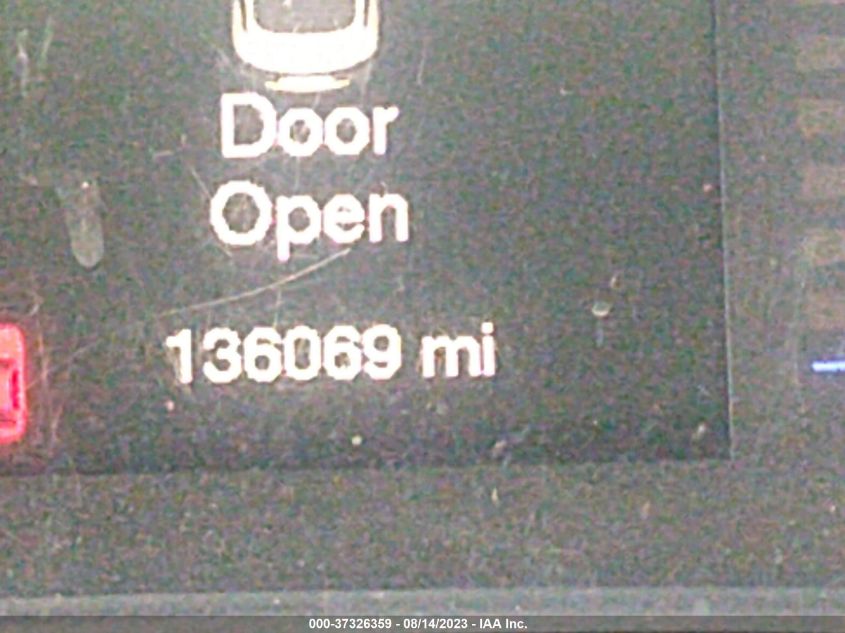 Door
Open
136069 mi
000-37326359 - 08/14/2023 - IAA Inc.